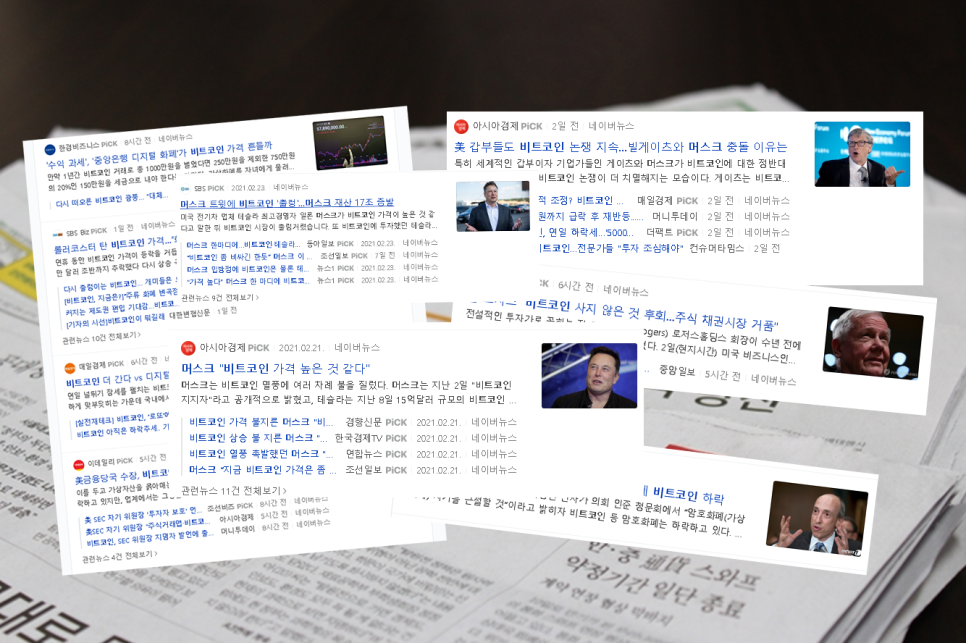 한경비즈니스 PiCK 8시간 전 네이버뉴스
'수익 과세', '중앙은행 디지털 화폐'가 비트코인 가격 흔들까
만약 1년간 비트코인 거래로 총 1000만원을 벌었다면 250만원을 제외한 750만원
의 20%인 150만원을 세금으로 내야 한다
다시 떠오른 비트코인 광풍...
SBS Biz PiCK 1일 전 네이버뉴스
롤러코스터 탄 비트코인 가격...
연휴 동안 비트코인 가격이 등락을 거듭
만 달러 초반까지 추락했다 다시 상승
다시 출렁이는 비트코인... 개미들은
[비트코인, 지금은?]주류 화폐 변곡
커지는 제도권 편입 기대감...비트코
[기자의 시선]비트코인이 뭐길래 대한변협신문 1일 전
관련뉴스 10건 전체보기 >
매일경제 PiCK 6시간 전
비트코인 더 간다 vs 디지털
연일 널뛰기 장세를 펼치는 비트
하게 맞부딪히는 가운데 국내에서
[실전재테크] 비트코인,
비트코인 아직은 하락추세.
이데일리 PiCK 5시간 전
美금융당국 수장, 비트코
이를 두고 가상자산을 옭아매
락하고 있지만, 업계에서는
美 SEC 차기 위원장 '투자자 보호' 언... 조선비즈 PiCK 8시간 전 네이버뉴스
美 SEC 차기 위원장 "주식거래앱·비트코... 아시아경제 5시간 전 네이버뉴스
비트코인, SEC 위원장 지명자 발언에 출... 머니투데이 8시간 전 네이버뉴스
관련뉴스 4건 전체보기 >
SBS PiCK 2021.02.23. 네이버뉴스
머스크 트윗에 비트코인 '출렁'...머스크 재산 17조 증발
미국 전기차 업체 테슬라 최고경영자 일론 머스크가 비트코인 가격이 높은 것 같
다고 말한 뒤 비트코인 시장이 출렁거렸습니다. 또 비트코인에 투자했던 테슬라...
머스크 한마디에...비트코인 테슬라... 동아일보 PiCK 2021.02.23. 네이버뉴스
"비트코인 좀 비싸긴 한듯" 머스크 이 ... 조선일보 PiCK 7일 전 네이버뉴스
머스크 입방정에 비트코인은 물론 해... 뉴스1 PiCK 2021.02.23. 네이버뉴스
"가격 높다" 머스크 한 마디에 비트코... 뉴스1 PiCK 2021.02.23. 네이버뉴스
관련뉴스 9건 전체보기 >
아시아경제 PiCK 2021.02.21. 네이버뉴스
머스크 "비트코인 가격 높은 것 같다"
머스크는 비트코인 열풍에 여러 차례 불을 질렀다. 머스크는 지난 2일 "비트코인
지지자"라고 공개적으로 밝혔고, 테슬라는 지난 8일 15억달러 규모의 비트코인 ...
비트코인 가격 불지른 머스크 "비... 경향신문 PiCK 2021.02.21. 네이버뉴스
비트코인 상승 불 지른 머스크 "... 한국경제TV PiCK 2021.02.21. 네이버뉴스
비트코인 열풍 촉발했던 머스크 "... 연합뉴스 PiCK 2021.02.21. 네이버뉴스
머스크 "지금 비트코인 가격은 좀 ... 조선일보 PiCK 2021.02.21. 네이버뉴스
관련뉴스 11건 전체보기 >
아시아경제 PiCK 2일 전 네이버뉴스
美 갑부들도 비트코인 논쟁 지속...빌게이츠와 머스크 충돌 이유는
특히 세계적인 갑부이자 기업가들인 게이츠와 머스크가 비트코인에 대한 정반대
비트코인 논쟁이 더 치열해지는 모습이다. 게이츠는 비트코...
적 조정? 비트코인 ... 매일경제 PiCK 2일 전 네이버뉴스
원까지 급락 후 재반등..... 머니투데이 2일 전 네이버뉴스
인, 연일 하락세...'5000... 더팩트 PiCK 2일 전 네이버뉴스
비트코인...전문가들 "투자 조심해야" 컨슈머타임스 2일 전
CK 6시간 전 네이버뉴스
비트코인 사지 않은 것 후회...주식 채권시장 거품"
전설적인 투자가로
ogers) 로저스홀딩스 회장이 수년 전에
했다. 2일(현지시간) 미국 비즈니스인...
중앙일보 5시간 전 네이버뉴스
비트코인 하락
의회 인준 청문회에서 "암호화폐(가상
사기를 근절할 것"이라고 밝히자 비트코인 등 암호화폐는 하락하고 있다. ...
한·중 通貨 스와프
약정기간 일단 종료
계약 연장 협상 막바지